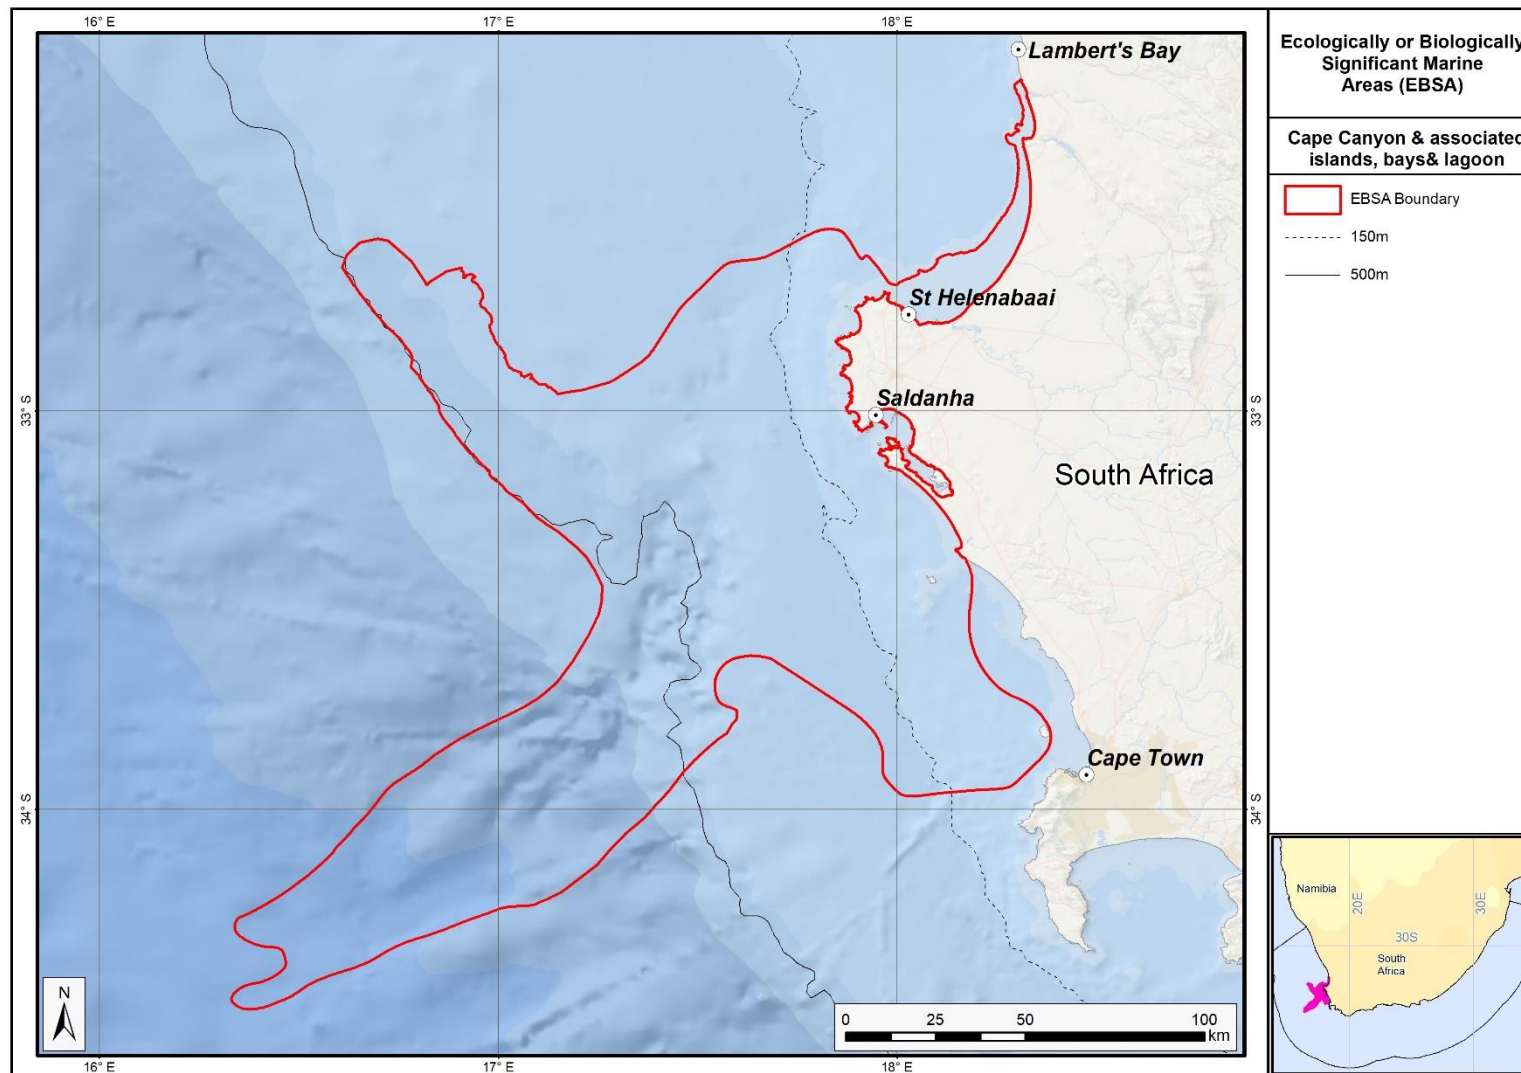 16° E
17° E
18° E
Lambert's Bay
St Helenabaai
Saldanha
South Africa
Cape Town
33° S
33° S
34° S
34° S
N
0 25 50 100
km
16° E
17° E
18° E
Ecologically or Biologically
Significant Marine
Areas (EBSA)
Cape Canyon & associated
islands, bays& lagoon
EBSA Boundary
150m
500m
Namibia
20E
30E
30S
South
Africa